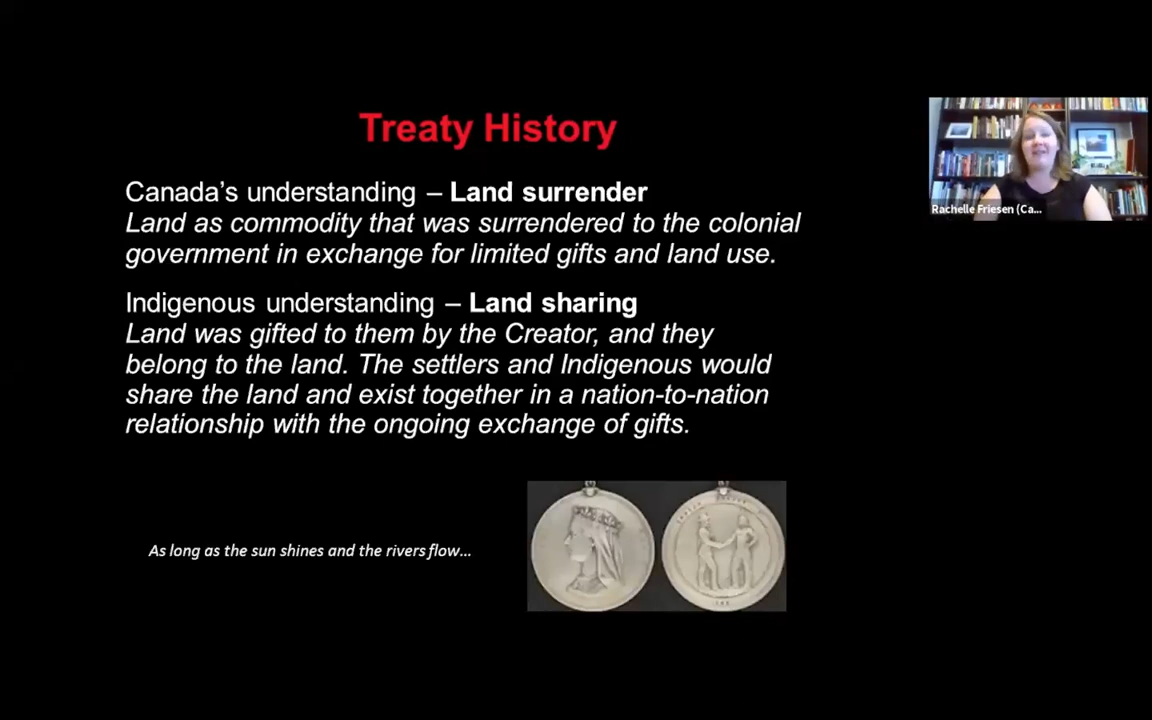 Treaty History
Canada’s understanding – Land surrender
Land as commodity that was surrendered to the colonial
government in exchange for limited gifts and land use.
Indigenous understanding – Land sharing
Land was gifted to them by the Creator, and they
belong to the land. The settlers and Indigenous would
share the land and exist together in a nation-to-nation
relationship with the ongoing exchange of gifts.
As long as the sun shines and the rivers flow...
Rachelle Friesen (Ca...